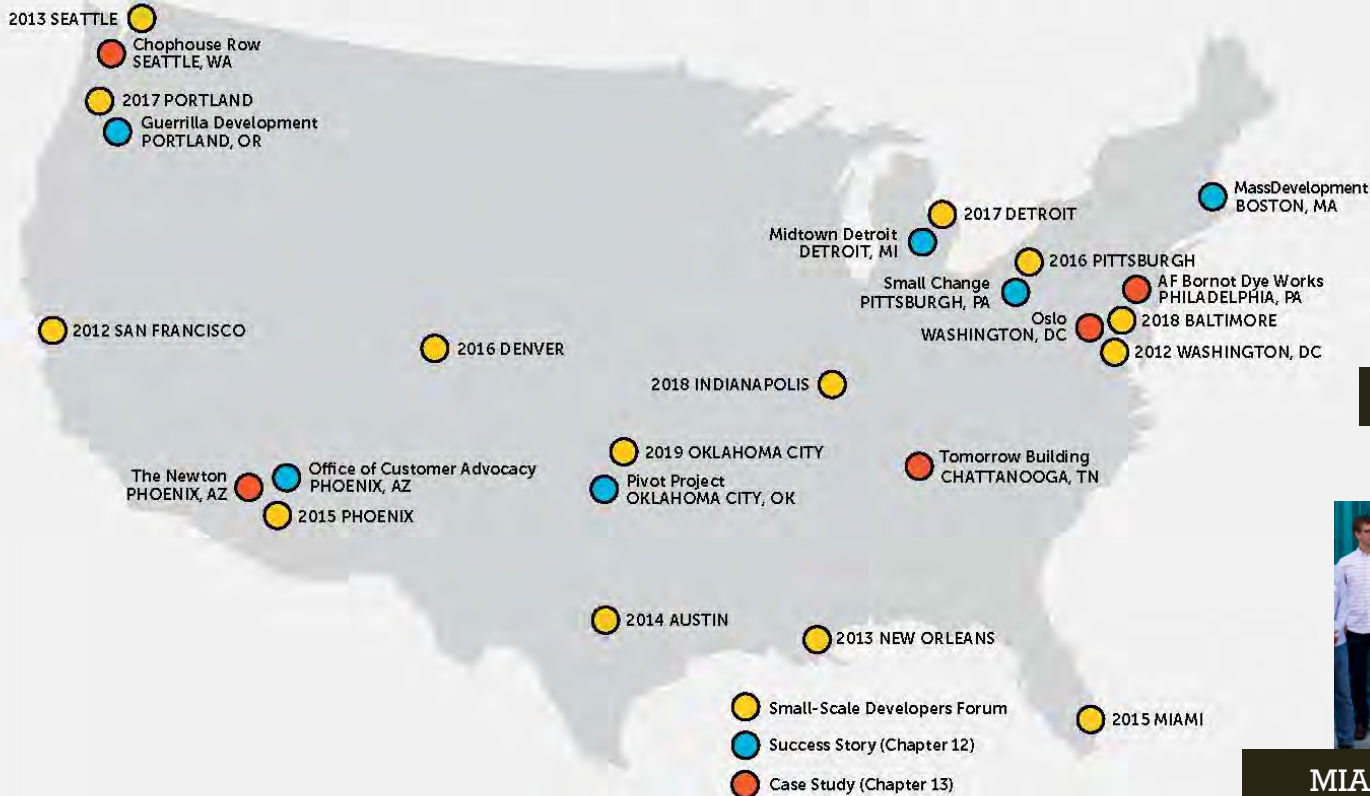 2013 SEATTLE
Chophouse Row
SEATTLE, WA
2017 PORTLAND
Guerrilla Development
PORTLAND, OR
MassDevelopment
BOSTON, MA
2017 DETROIT
Midtown Detroit
DETROIT, MI
2016 PITTSBURGH
Small Change
PITTSBURGH, PA
AF Bornot Dye Works
PHILADELPHIA, PA
Oslo
WASHINGTON, DC
2018 BALTIMORE
2012 WASHINGTON, DC
2012 SAN FRANCISCO
2016 DENVER
2018 INDIANAPOLIS
2019 OKLAHOMA CITY
Pivot Project
OKLAHOMA CITY, OK
Tomorrow Building
CHATTANOOGA, TN
The Newton
PHOENIX, AZ
Office of Customer Advocacy
PHOENIX, AZ
2015 PHOENIX
2014 AUSTIN
2013 NEW ORLEANS
2015 MIAMI
Small-Scale Developers Forum
Success Story (Chapter 12)
Case Study (Chapter 13)
MIA